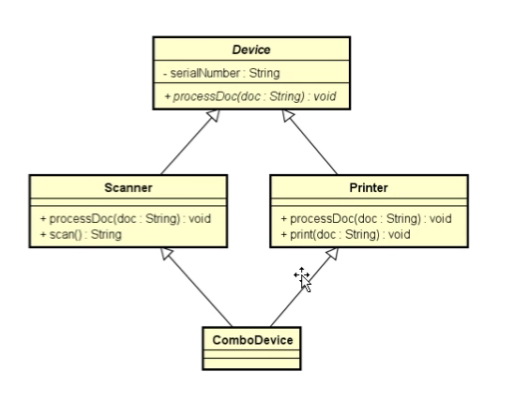 Device
- serialNumber : String
+ processDoc(doc : String) : void
Scanner
+ processDoc(doc : String) : void
+ scan() : String
Printer
+ processDoc(doc : String) : void
+ print(doc : String) : void
ComboDevice